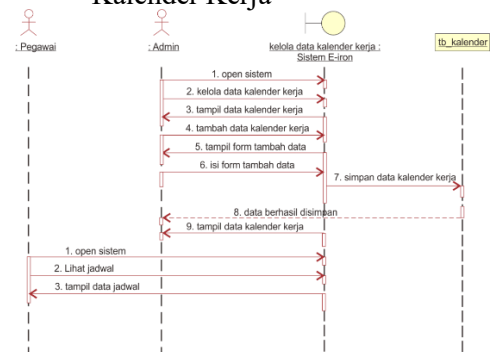 Kalender Kerja
: Pegawai
: Admin
kelola data kalender kerja :
Sistem E-iron
tb_kalender
1. open sistem
2. kelola data kalender kerja
3. tampil data kalender kerja
4. tambah data kalender kerja
5. tampil form tambah data
6. isi form tambah data
7. simpan data kalender kerja
8. data berhasil disimpan
9. tampil data kalender kerja
1. open sistem
2. Lihat jadwal
3. tampil data jadwal